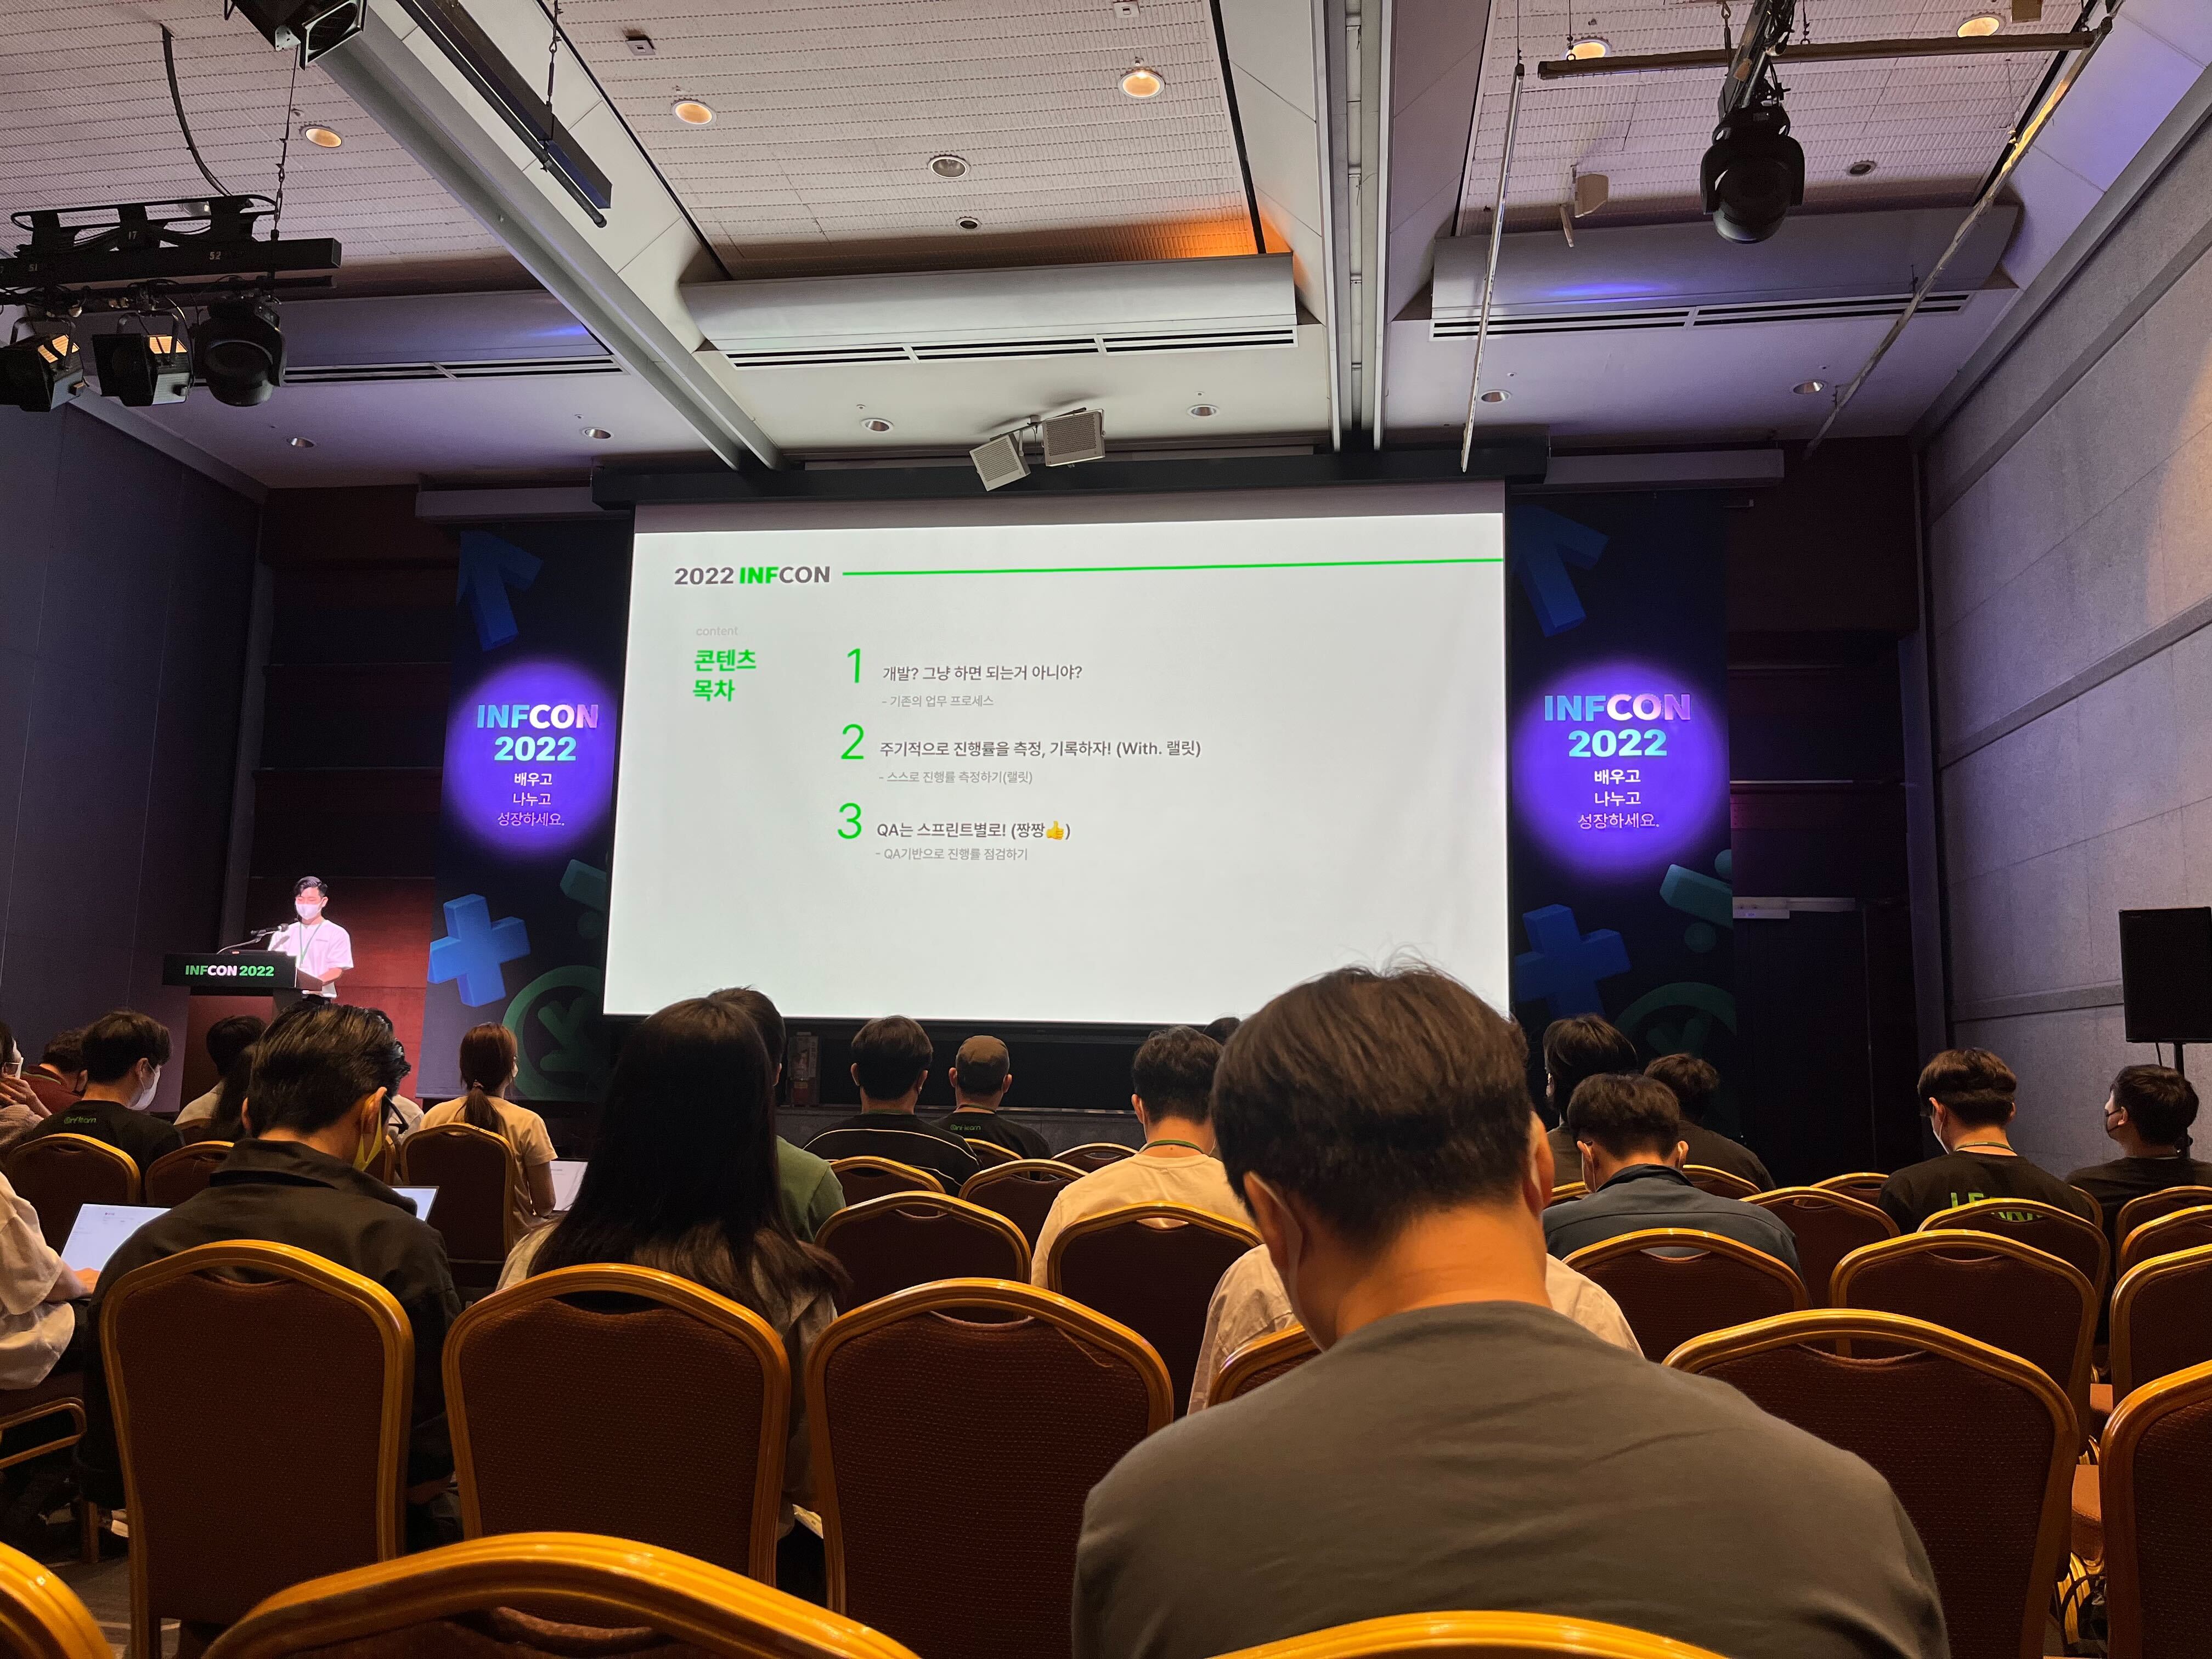 2022 INFCON
content
콘텐츠
목차
1 개발? 그냥 하면 되는거 아니야?
- 기존의 업무 프로세스
2 주기적으로 진행률을 측정, 기록하자! (With. 랠릿)
- 스스로 진행률 측정하기(랠릿)
3 QA는 스프린트별로! (짱짱👍)
- QA기반으로 진행률 점검하기
INFCON
2022
배우고
나누고
성장하세요.
INFCON
2022
배우고
나누고
성장하세요.
INFCON 2022
inflearn
inflearn
17
51
52